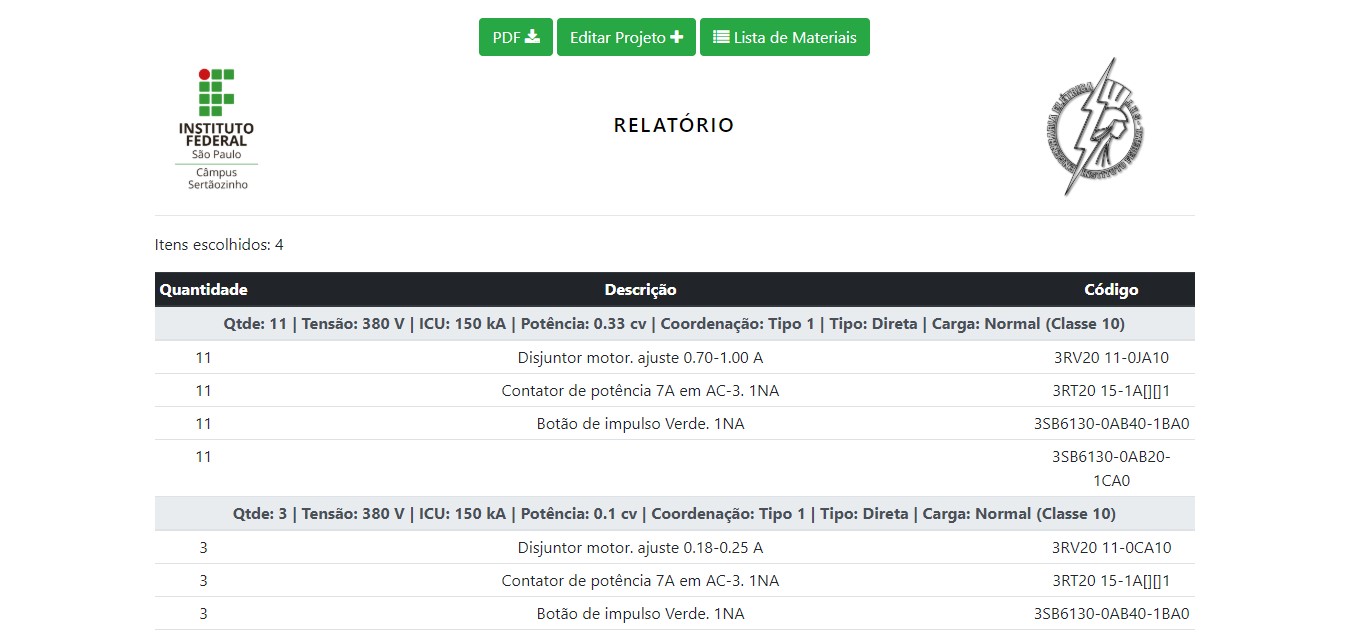 PDF
Editar Projeto
Lista de Materiais
INSTITUTO
FEDERAL
São Paulo
Câmpus
Sertãozinho
RELATÓRIO
ENGENHARIA ELÉTRICA
INSTITUTO FEDERAL
Itens escolhidos: 4
Quantidade Descrição Código
Qtde: 11 | Tensão: 380 V | ICU: 150 kA | Potência: 0.33 cv | Coordenação: Tipo 1 | Tipo: Direta | Carga: Normal (Classe 10)
11 Disjuntor motor. ajuste 0.70-1.00 A 3RV20 11-0JA10
11 Contator de potência 7A em AC-3. 1NA 3RT20 15-1A[][]1
11 Botão de impulso Verde. 1NA 3SB6130-0AB40-1BA0
11 3SB6130-0AB20-
1CA0
Qtde: 3 | Tensão: 380 V | ICU: 150 kA | Potência: 0.1 cv | Coordenação: Tipo 1 | Tipo: Direta | Carga: Normal (Classe 10)
3 Disjuntor motor. ajuste 0.18-0.25 A 3RV20 11-0CA10
3 Contator de potência 7A em AC-3. 1NA 3RT20 15-1A[][]1
3 Botão de impulso Verde. 1NA 3SB6130-0AB40-1BA0